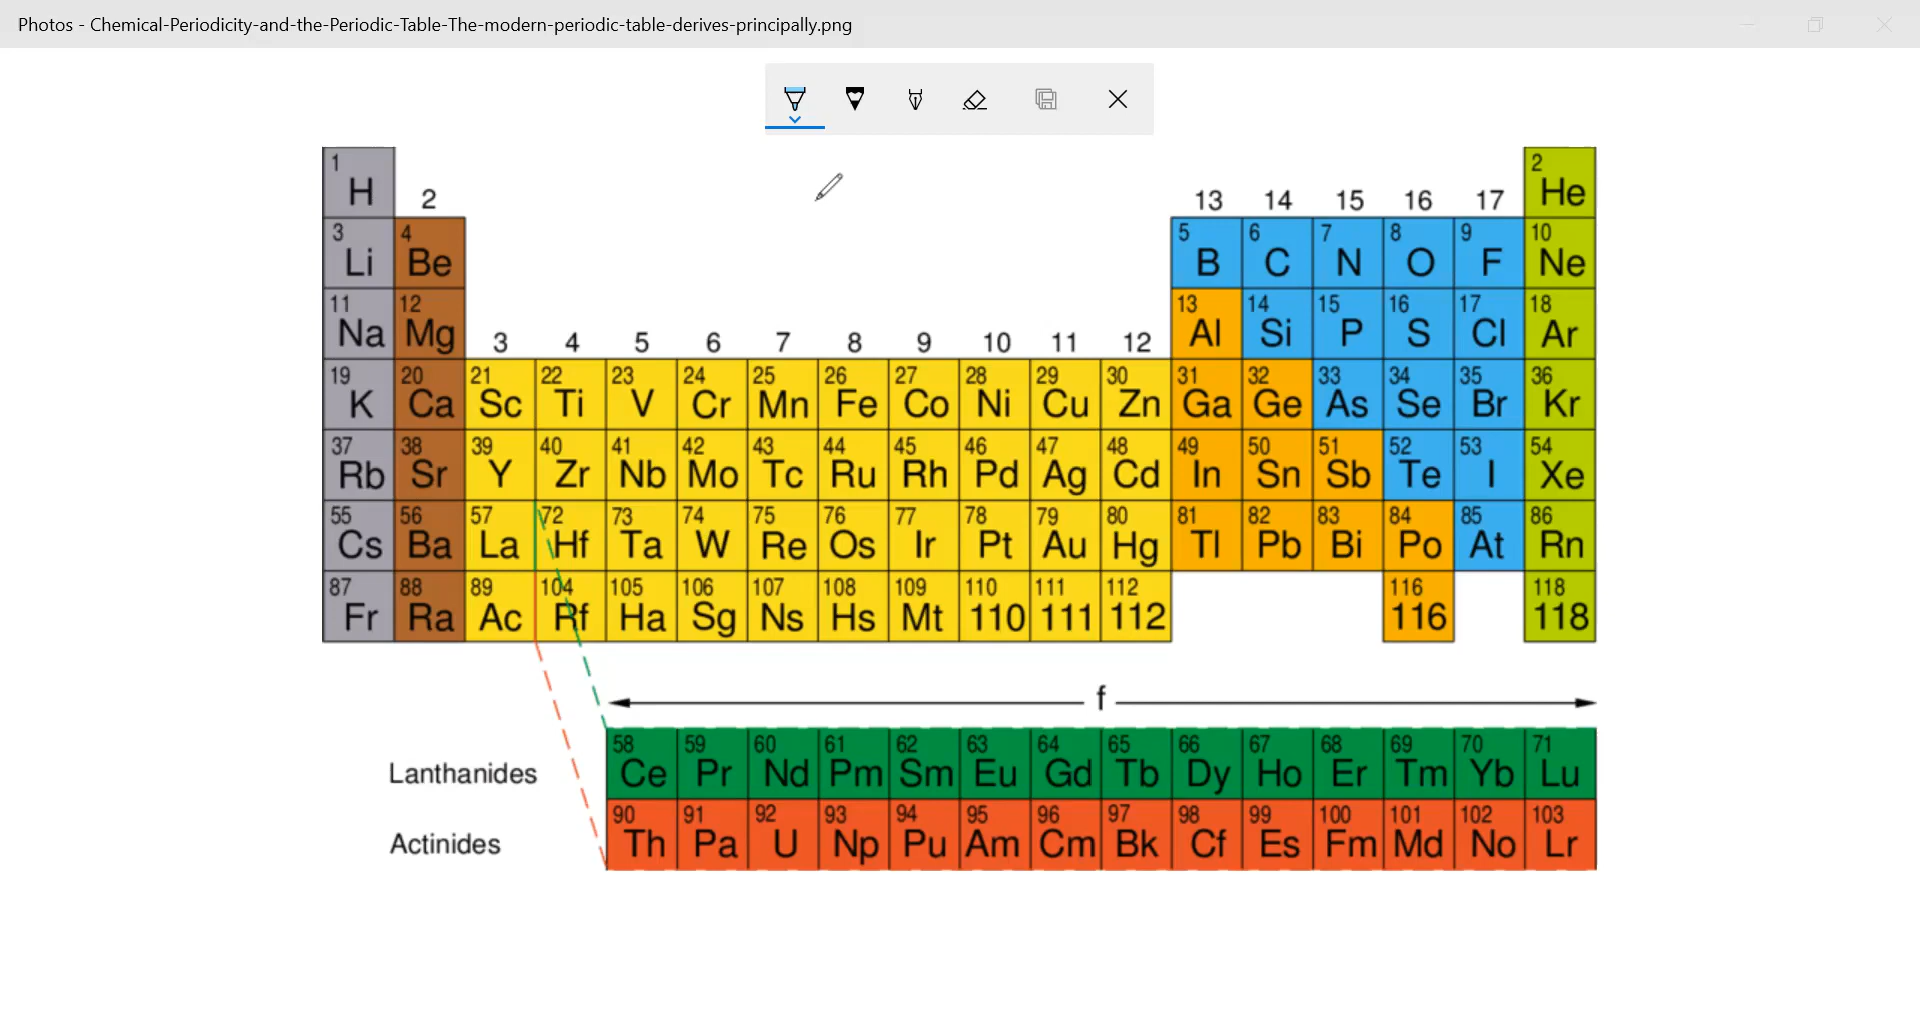 Photos - Chemical-Periodicity-and-the-Periodic-Table-The-modern-periodic-table-derives-principally.png
1 2
H 2 13 14 15 16 17 He
3 4 5 6 7 8 9 10
Li Be B C N O F Ne
11 12 13 14 15 16 17 18
Na Mg 3 4 5 6 7 8 9 10 11 12 Al Si P S Cl Ar
19 20 21 22 23 24 25 26 27 28 29 30 31 32 33 34 35 36
K Ca Sc Ti V Cr Mn Fe Co Ni Cu Zn Ga Ge As Se Br Kr
37 38 39 40 41 42 43 44 45 46 47 48 49 50 51 52 53 54
Rb Sr Y Zr Nb Mo Tc Ru Rh Pd Ag Cd In Sn Sb Te I Xe
55 56 57 72 73 74 75 76 77 78 79 80 81 82 83 84 85 86
Cs Ba La Hf Ta W Re Os Ir Pt Au Hg Tl Pb Bi Po At Rn
87 88 89 104 105 106 107 108 109 110 111 112 116 118
Fr Ra Ac Rf Ha Sg Ns Hs Mt 110 111 112 116 118
f
58 59 60 61 62 63 64 65 66 67 68 69 70 71
Lanthanides Ce Pr Nd Pm Sm Eu Gd Tb Dy Ho Er Tm Yb Lu
90 91 92 93 94 95 96 97 98 99 100 101 102 103
Actinides Th Pa U Np Pu Am Cm Bk Cf Es Fm Md No Lr